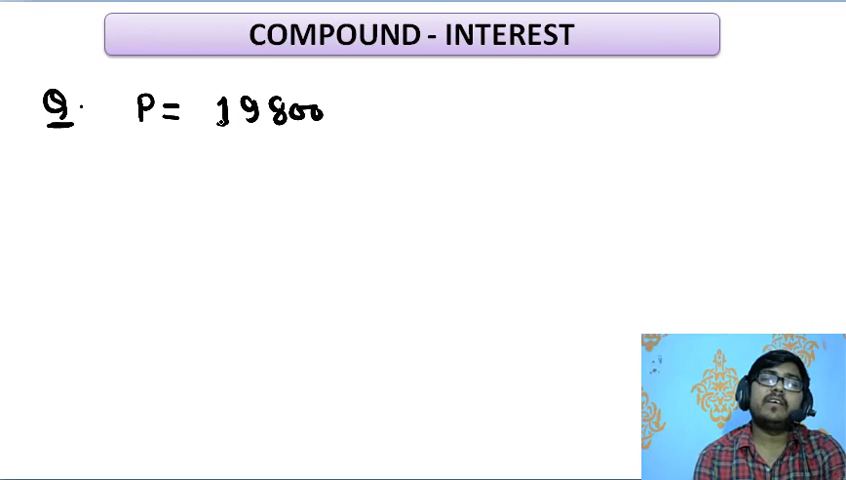 COMPOUND - INTEREST
Q. P = 19800